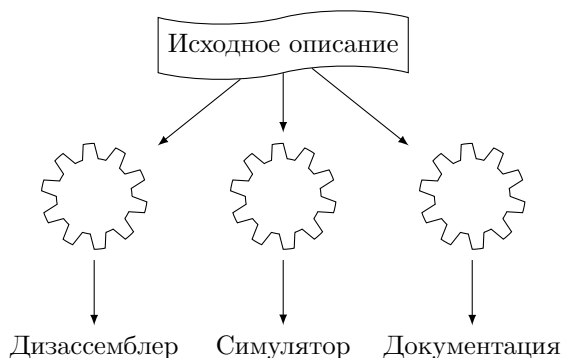 Исходное описание
Дизассемблер Симулятор Документация